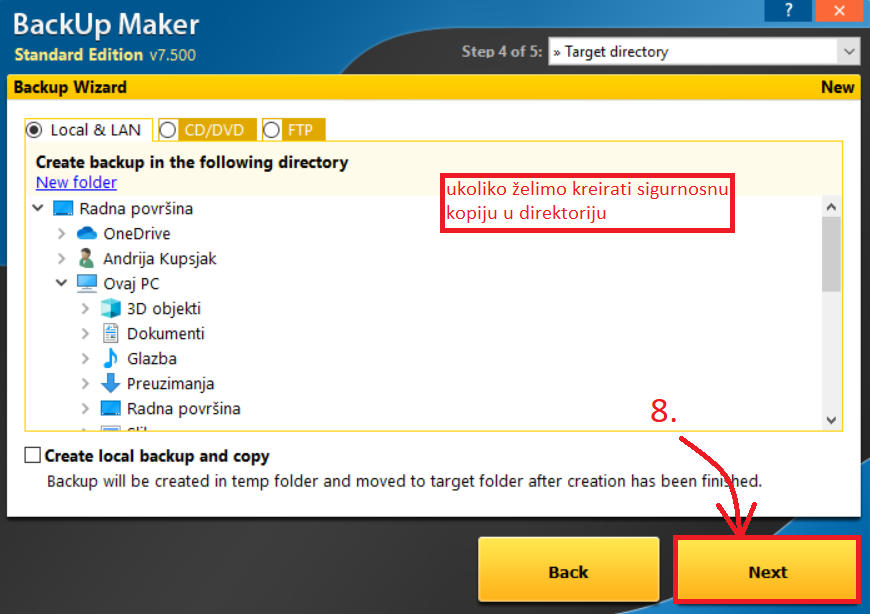 BackUp Maker
? ×
Standard Edition v7.500
Step 4 of 5: » Target directory
Backup Wizard New
Local & LAN CD/DVD FTP
Create backup in the following directory
New folder
ukoliko želimo kreirati sigurnosnu
kopiju u direktoriju
Radna površina
OneDrive
Andrija Kupsjak
Ovaj PC
3D objekti
Dokumenti
Glazba
Preuzimanja
Radna površina
8.
Create local backup and copy
Backup will be created in temp folder and moved to target folder after creation has been finished.
Back Next